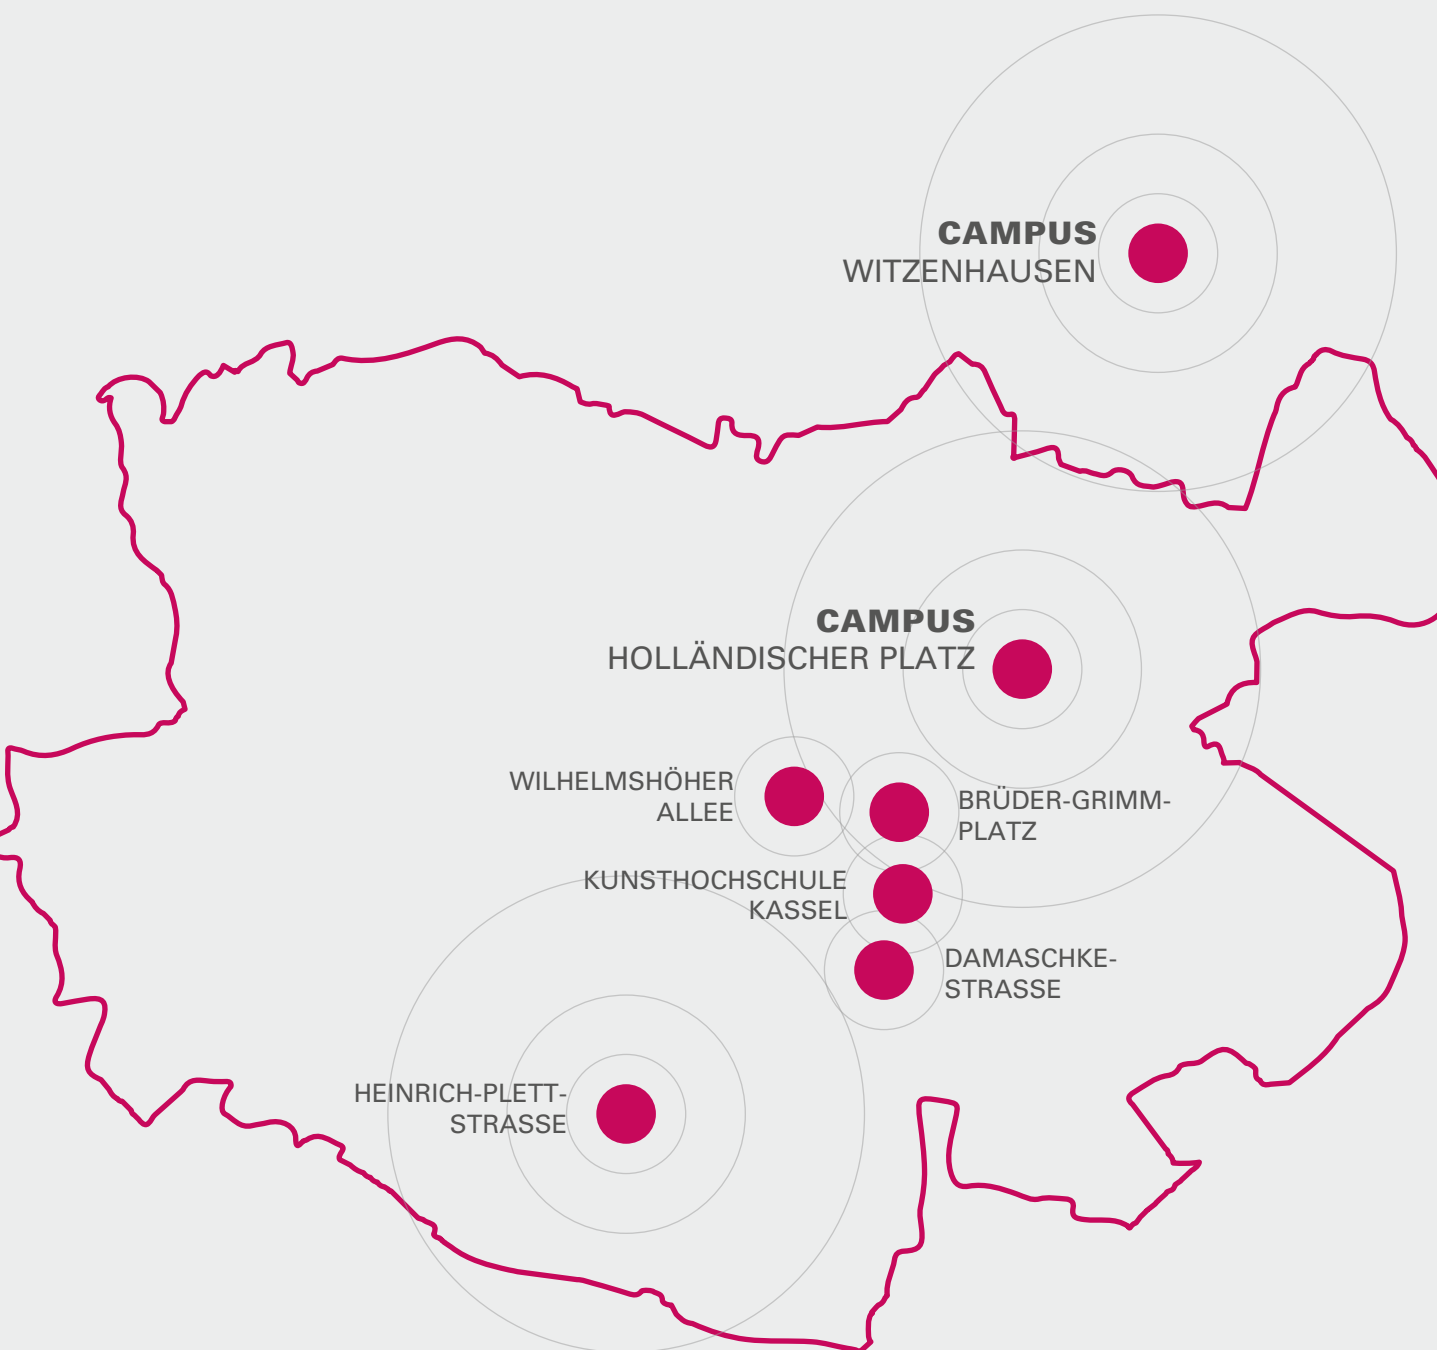 CAMPUS
WITZENHAUSEN
CAMPUS
HOLLÄNDISCHER PLATZ
WILHELMSHÖHER
ALLEE
BRÜDER-GRIMM-
PLATZ
KUNSTHOCHSCHULE
KASSEL
DAMASCHKE-
STRASSE
HEINRICH-PLETT-
STRASSE